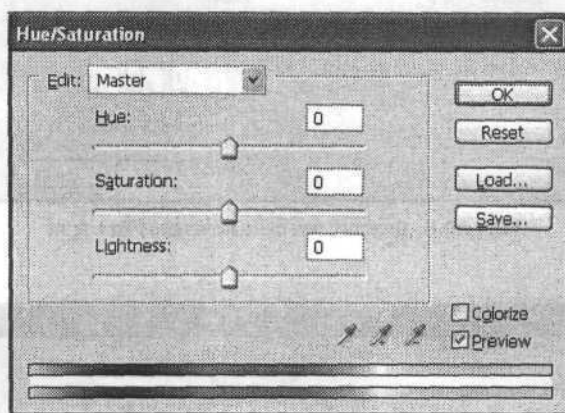 Hue/Saturation
Edit: Master
OK
Hue: 0
Reset
Saturation: 0
Load...
Save...
Lightness: 0
Colorize
Preview